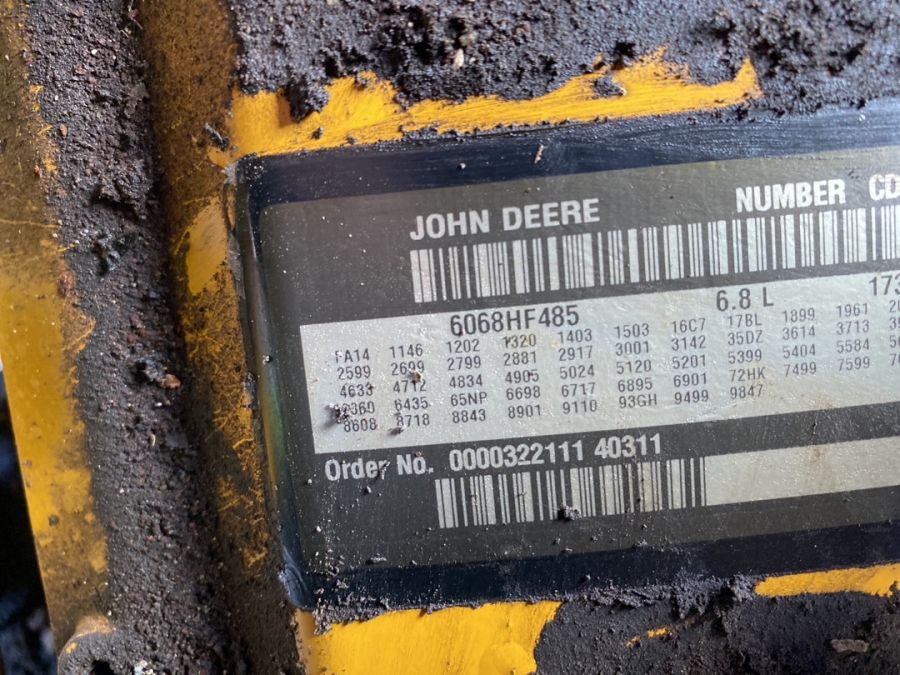 JOHN DEERE NUMBER CD
6068HF485 6.8 L 173
FA14 1146 1202 1320 1403 1503 16C7 17BL 1899 1961
2599 2699 2799 2881 2917 3001 3142 35DZ 3614 3713
4633 4712 4834 4905 5024 5120 5201 5399 5404 5584
6435 65NP 6698 6717 6895 6901 72HK 7499 7599
8608 8718 8843 8901 9110 93GH 9499 9847
Order No. 0000322111 40311